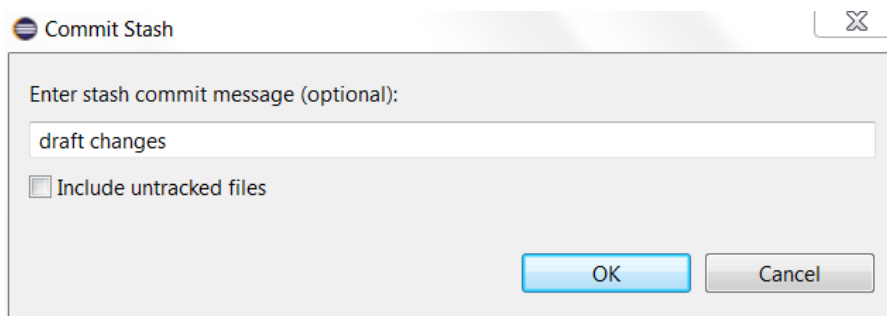 Commit Stash
Enter stash commit message (optional):
draft changes
Include untracked files
OK Cancel